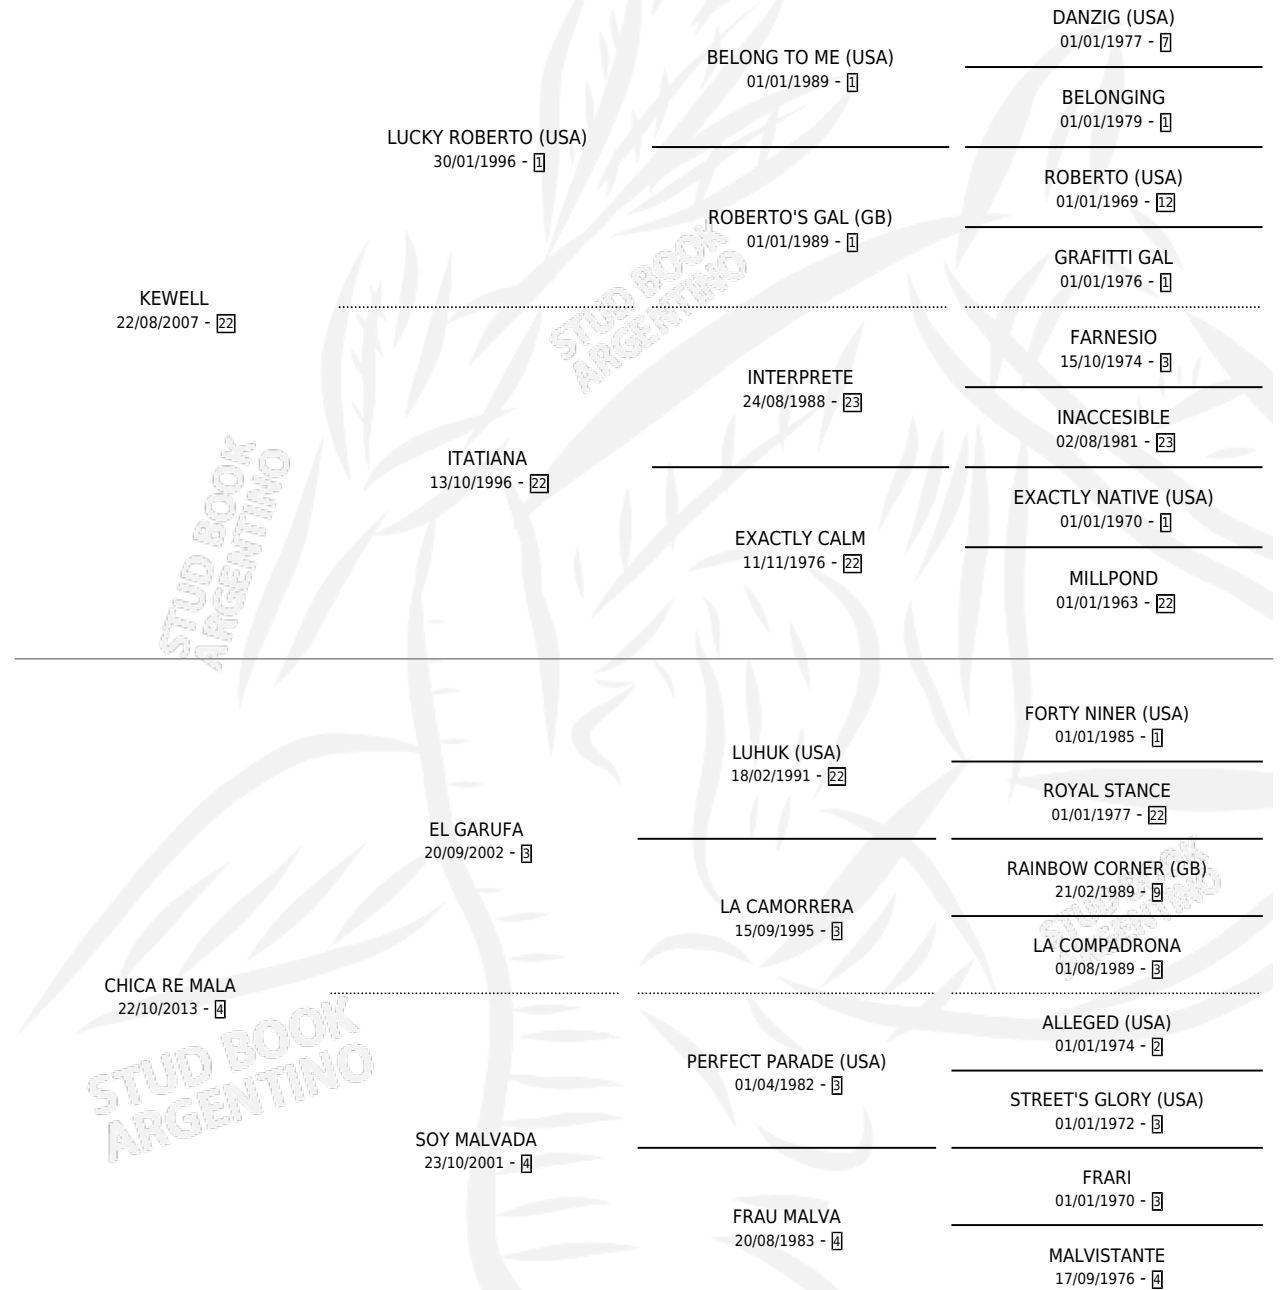 DANZIG (USA)
01/01/1977 - 7
BELONG TO ME (USA)
01/01/1989 - 1
BELONGING
01/01/1979 - 1
LUCKY ROBERTO (USA)
30/01/1996 - 1
ROBERTO (USA)
01/01/1969 - 12
ROBERTO'S GAL (GB)
01/01/1989 - 1
GRAFITTI GAL
01/01/1976 - 1
KEWELL
22/08/2007 - 22
STUD BOOK
ARGENTINO
FARNESIO
15/10/1974 - 3
INTERPRETE
24/08/1988 - 23
INACCESIBLE
02/08/1981 - 23
ITATIANA
13/10/1996 - 22
EXACTLY NATIVE (USA)
01/01/1970 - 1
EXACTLY CALM
11/11/1976 - 22
MILLPOND
01/01/1963 - 22
STUD BOOK
ARGENTINO
FORTY NINER (USA)
01/01/1985 - 1
LUHUK (USA)
18/02/1991 - 22
ROYAL STANCE
01/01/1977 - 22
EL GARUFA
20/09/2002 - 3
RAINBOW CORNER (GB)
21/02/1989 - 9
LA CAMORRERA
15/09/1995 - 3
STUD BOOK
ARGENTINO
LA COMPADRONA
01/08/1989 - 3
CHICA RE MALA
22/10/2013 - 4
ALLEGED (USA)
01/01/1974 - 2
PERFECT PARADE (USA)
01/04/1982 - 3
STREET'S GLORY (USA)
01/01/1972 - 3
STUD BOOK
ARGENTINO
SOY MALVADA
23/10/2001 - 4
FRARI
01/01/1970 - 3
FRAU MALVA
20/08/1983 - 4
MALVISTANTE
17/09/1976 - 4